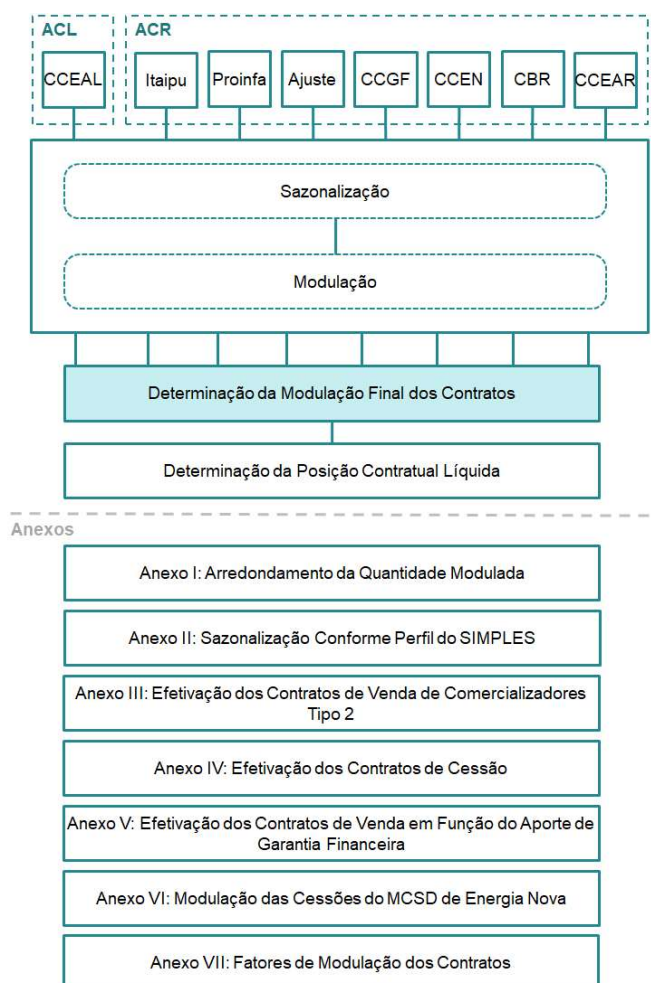 ACL
ACR
CCEAL
Itaipu
Proinfa
Ajuste
CCGF
CCEN
CBR
CCEAR
Sazonalização
Modulação
Determinação da Modulação Final dos Contratos
Determinação da Posição Contratual Líquida
Anexos
Anexo I: Arredondamento da Quantidade Modulada
Anexo II: Sazonalização Conforme Perfil do SIMPLES
Anexo III: Efetivação dos Contratos de Venda de Comercializadores
Tipo 2
Anexo IV: Efetivação dos Contratos de Cessão
Anexo V: Efetivação dos Contratos de Venda em Função do Aporte de
Garantia Financeira
Anexo VI: Modulação das Cessões do MCSD de Energia Nova
Anexo VII: Fatores de Modulação dos Contratos